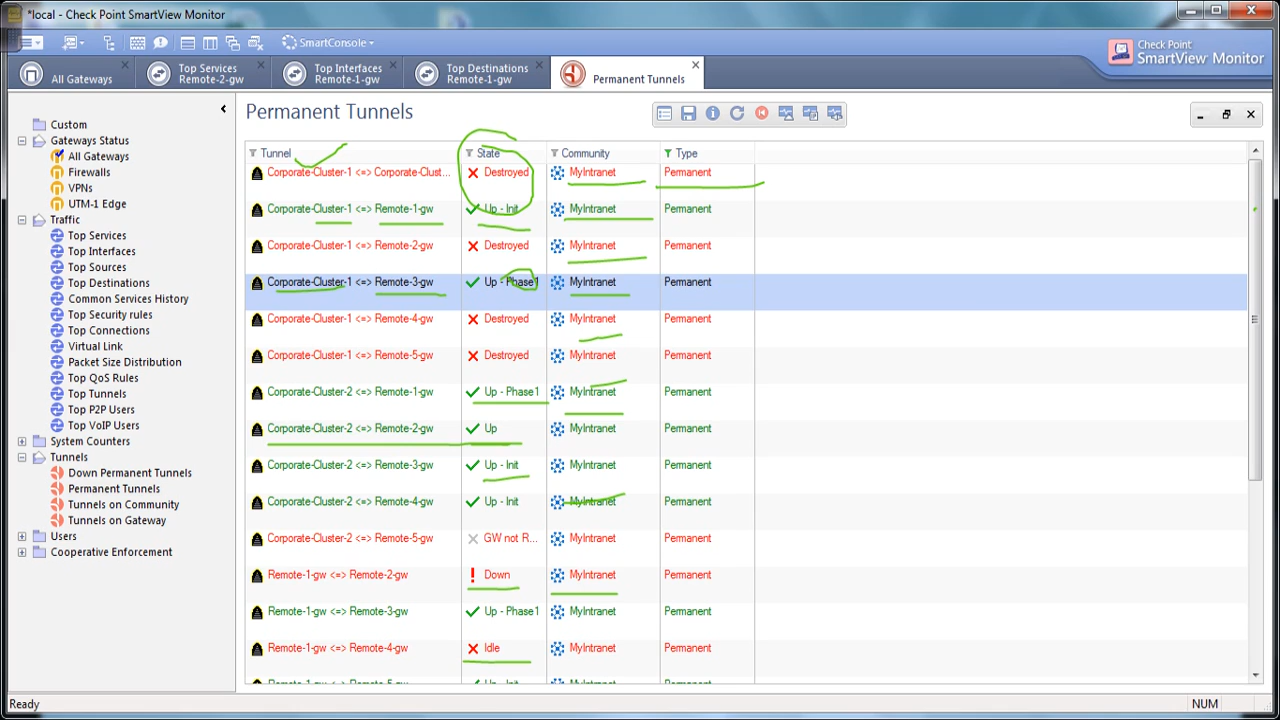 *local - Check Point SmartView Monitor
SmartConsole
Check Point
SmartView Monitor
All Gateways
Top Services
Remote-2-gw
Top Interfaces
Remote-1-gw
Top Destinations
Remote-1-gw
Permanent Tunnels
Custom
Gateways Status
All Gateways
Firewalls
VPNs
UTM-1 Edge
Traffic
Top Services
Top Interfaces
Top Sources
Top Destinations
Common Services History
Top Security rules
Top Connections
Virtual Link
Packet Size Distribution
Top QoS Rules
Top Tunnels
Top P2P Users
Top VoIP Users
System Counters
Tunnels
Down Permanent Tunnels
Permanent Tunnels
Tunnels on Community
Tunnels on Gateway
Users
Cooperative Enforcement
Permanent Tunnels
Tunnel State Community Type
Corporate-Cluster-1 <=> Corporate-Clust... Destroyed MyIntranet Permanent
Corporate-Cluster-1 <=> Remote-1-gw Up - Init MyIntranet Permanent
Corporate-Cluster-1 <=> Remote-2-gw Destroyed MyIntranet Permanent
Corporate-Cluster-1 <=> Remote-3-gw Up - Phase1 MyIntranet Permanent
Corporate-Cluster-1 <=> Remote-4-gw Destroyed MyIntranet Permanent
Corporate-Cluster-1 <=> Remote-5-gw Destroyed MyIntranet Permanent
Corporate-Cluster-2 <=> Remote-1-gw Up - Phase1 MyIntranet Permanent
Corporate-Cluster-2 <=> Remote-2-gw Up MyIntranet Permanent
Corporate-Cluster-2 <=> Remote-3-gw Up - Init MyIntranet Permanent
Corporate-Cluster-2 <=> Remote-4-gw Up - Init MyIntranet Permanent
Corporate-Cluster-2 <=> Remote-5-gw GW not R... MyIntranet Permanent
Remote-1-gw <=> Remote-2-gw Down MyIntranet Permanent
Remote-1-gw <=> Remote-3-gw Up - Phase1 MyIntranet Permanent
Remote-1-gw <=> Remote-4-gw Idle MyIntranet Permanent
Remote-1-gw <=> Remote-5-gw Up - Init MyIntranet Permanent
Ready
NUM